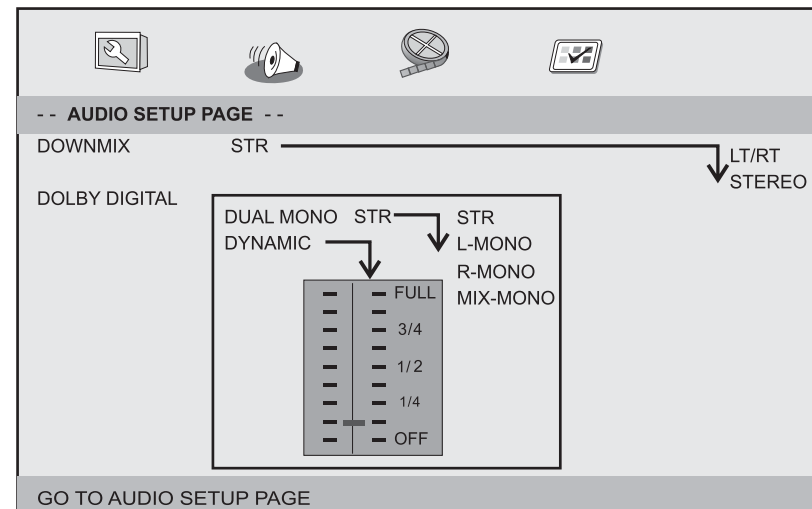 - - AUDIO SETUP PAGE - -
DOWNMIX STR LT/RT
STEREO
DOLBY DIGITAL
DUAL MONO STR STR
DYNAMIC L-MONO
R-MONO
MIX-MONO
FULL
3/4
1/2
1/4
OFF
GO TO AUDIO SETUP PAGE